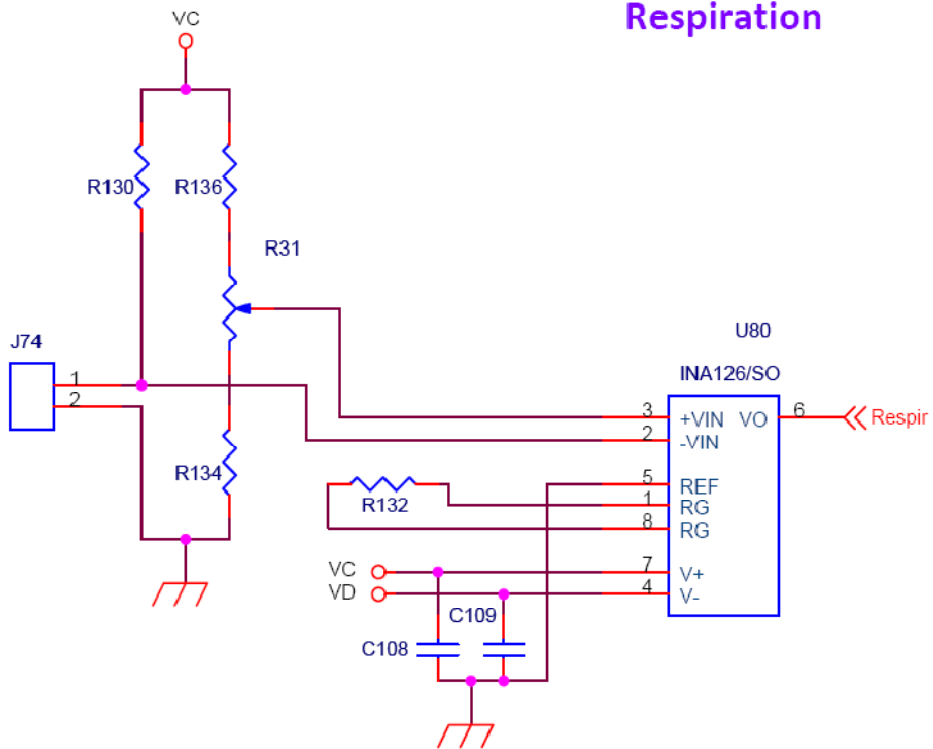 Respiration
VC
R130
R136
R31
J74
1
2
R134
U80
INA126/SO
3
+VIN
VO
6
Respir
2
-VIN
5
REF
1
RG
R132
8
RG
VC
7
V+
VD
4
V-
C109
C108